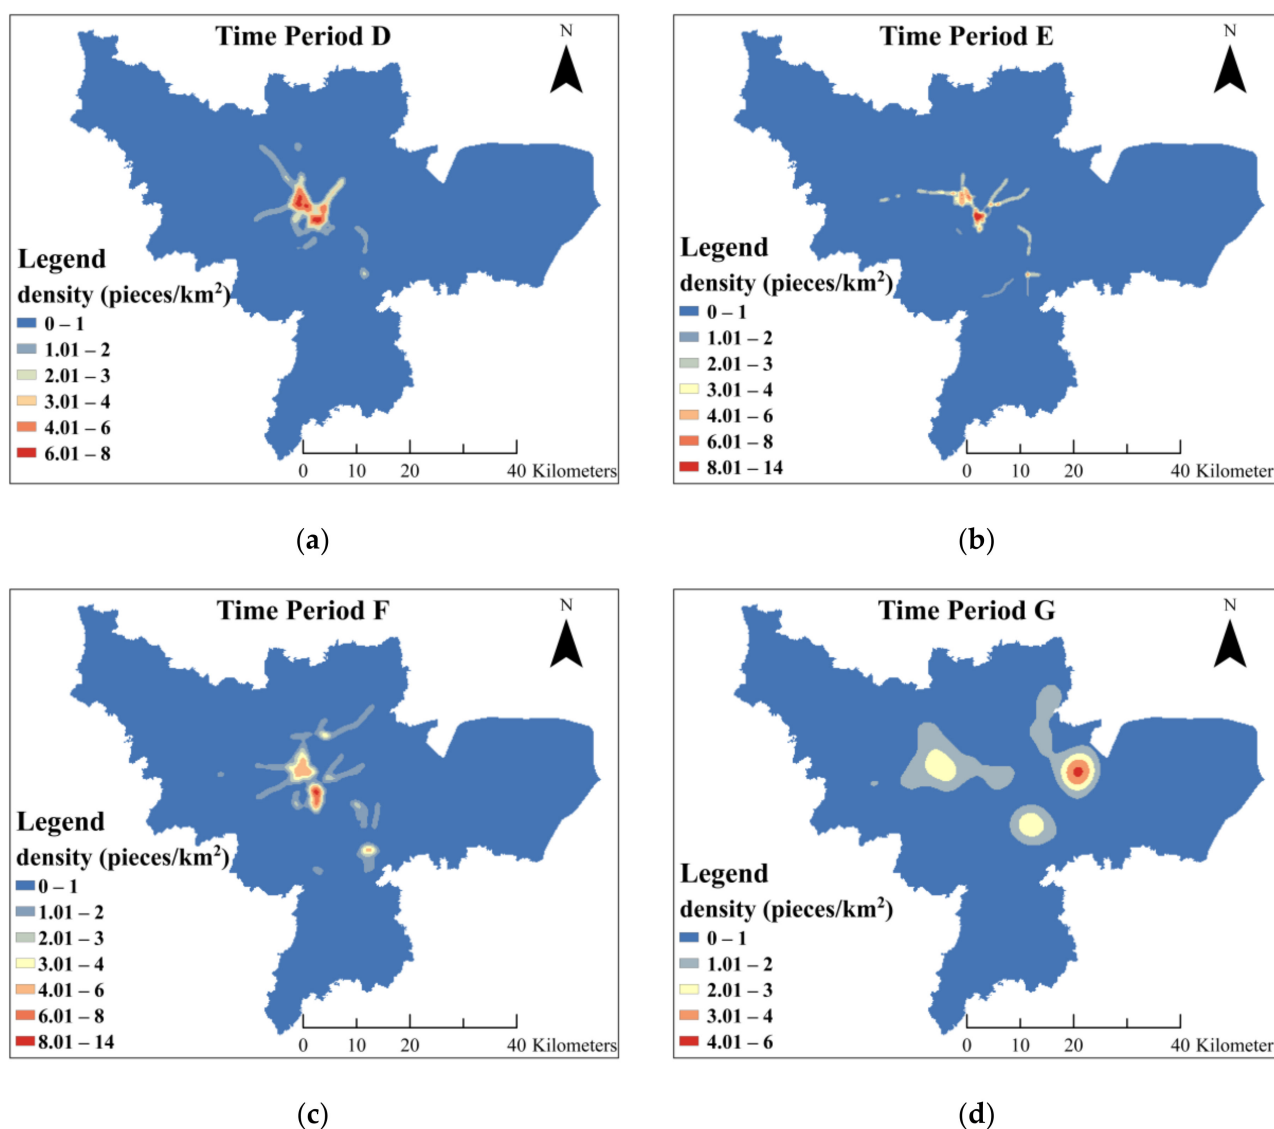 Time Period D
N
Legend
density (pieces/km²)
0 – 1
1.01 – 2
2.01 – 3
3.01 – 4
4.01 – 6
6.01 – 8
0 10 20 40 Kilometers
(a)
Time Period E
N
Legend
density (pieces/km²)
0 – 1
1.01 – 2
2.01 – 3
3.01 – 4
4.01 – 6
6.01 – 8
8.01 – 14
0 10 20 40 Kilometers
(b)
Time Period F
N
Legend
density (pieces/km²)
0 – 1
1.01 – 2
2.01 – 3
3.01 – 4
4.01 – 6
6.01 – 8
8.01 – 14
0 10 20 40 Kilometers
(c)
Time Period G
N
Legend
density (pieces/km²)
0 – 1
1.01 – 2
2.01 – 3
3.01 – 4
4.01 – 6
0 10 20 40 Kilometer
(d)